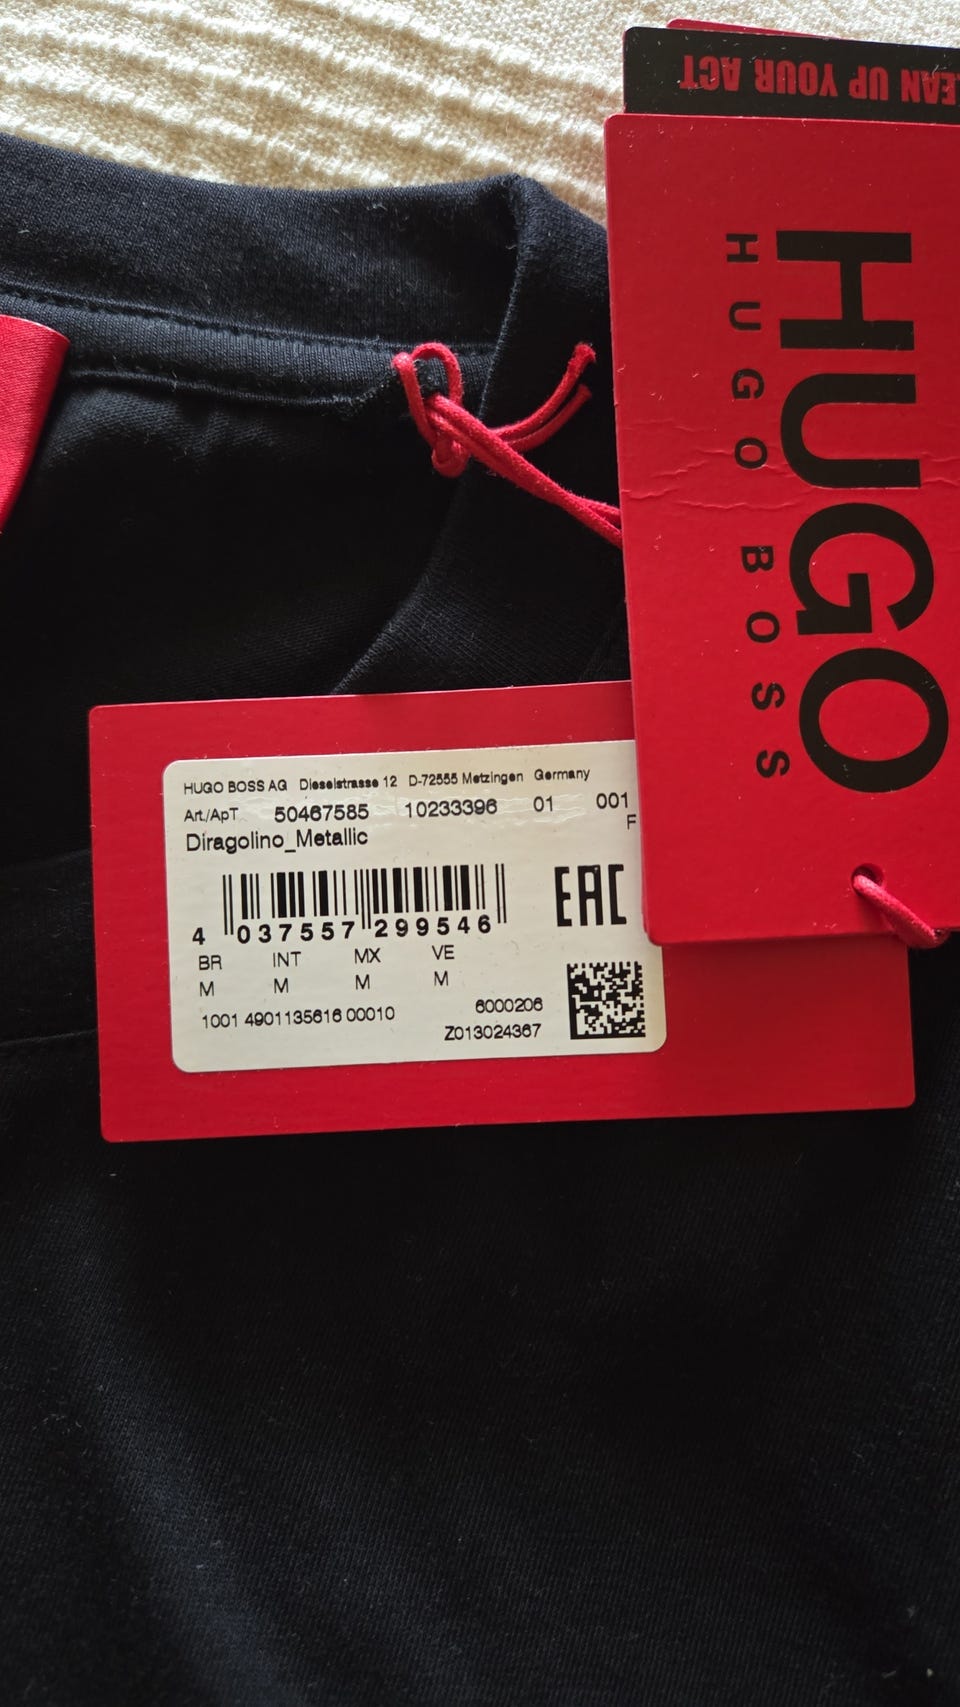 LEAN UP YOUR ACT
HUGO
HUGO BOSS
HUGO BOSS AG Dieselstrasse 12 D-72555 Metzingen Germany
Art./ApT 50467585 10233396 01 001
F
Diragolino_Metallic
EAC
4 037557 299546
BR INT MX VE
M M M M
1001 4901135616 00010 6000206
Z013024367